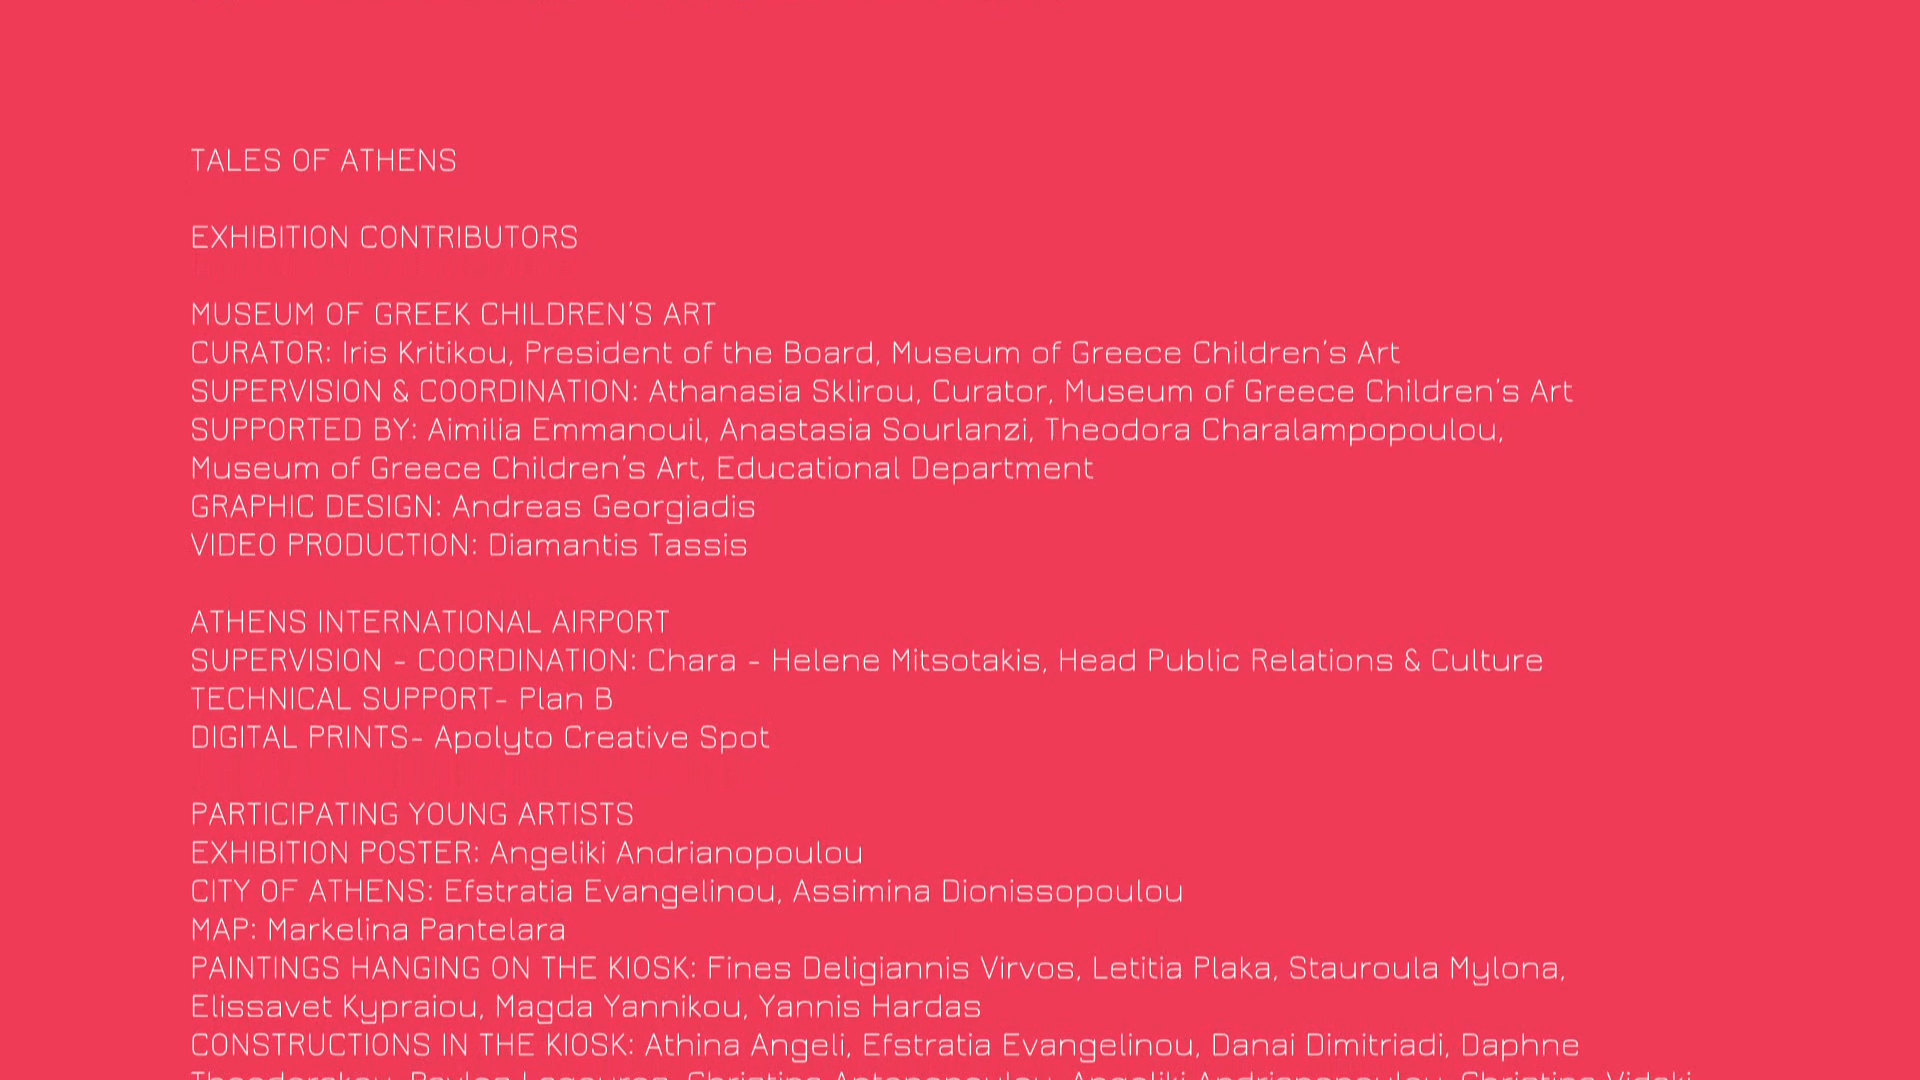 TALES OF ATHENS
EXHIBITION CONTRIBUTORS
MUSEUM OF GREEK CHILDREN'S ART
CURATOR: Iris Kritikou, President of the Board, Museum of Greece Children's Art
SUPERVISION & COORDINATION: Athanasia Sklirou, Curator, Museum of Greece Children's Art
SUPPORTED BY: Aimilia Emmanouil, Anastasia Sourlanzi, Theodora Charalampopoulou,
Museum of Greece Children's Art, Educational Department
GRAPHIC DESIGN: Andreas Georgiadis
VIDEO PRODUCTION: Diamantis Tassis
ATHENS INTERNATIONAL AIRPORT
SUPERVISION - COORDINATION: Chara - Helene Mitsotakis, Head Public Relations & Culture
TECHNICAL SUPPORT- Plan B
DIGITAL PRINTS- Apolyto Creative Spot
PARTICIPATING YOUNG ARTISTS
EXHIBITION POSTER: Angeliki Andrianopoulou
CITY OF ATHENS: Efstratia Evangelinou, Assimina Dionissopoulou
MAP: Markelina Pantelara
PAINTINGS HANGING ON THE KIOSK: Fines Deligiannis Virvos, Letitia Plaka, Stauroula Mylona,
Elissavet Kypraiou, Magda Yannikou, Yannis Hardas
CONSTRUCTIONS IN THE KIOSK: Athina Angeli, Efstratia Evangelinou, Danai Dimitriadi, Daphne